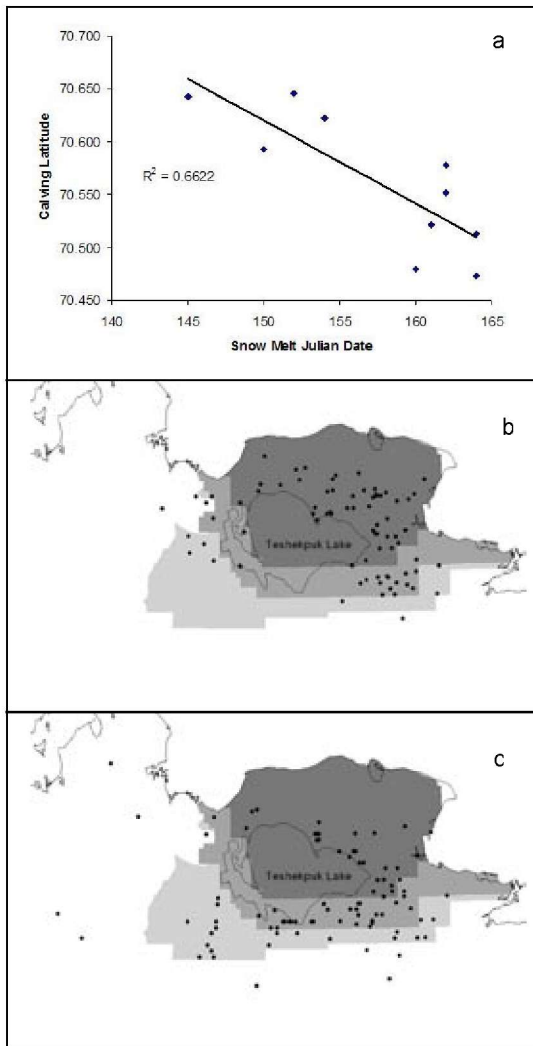 a
70.700
70.650
70.600
70.550
70.500
70.450
Calving Latitude
R² = 0.6622
140 145 150 155 160 165
Snow Melt Julian Date
b
Teshekpuk Lake
c
Teshekpuk Lake